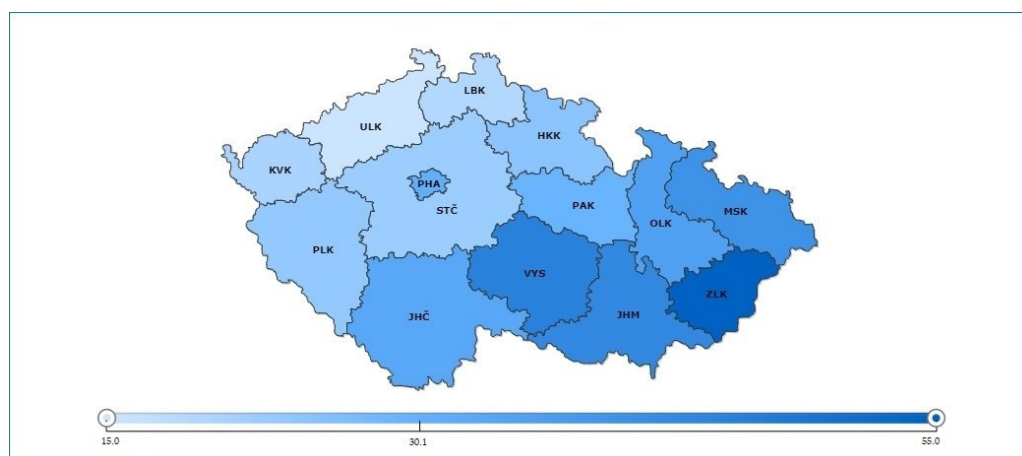 LBK
ULK
HKK
KVK
PHA
STČ
PAK
MSK
OLK
PLK
VYS
ZLK
JHČ
JHM
15.0
30.1
55.0